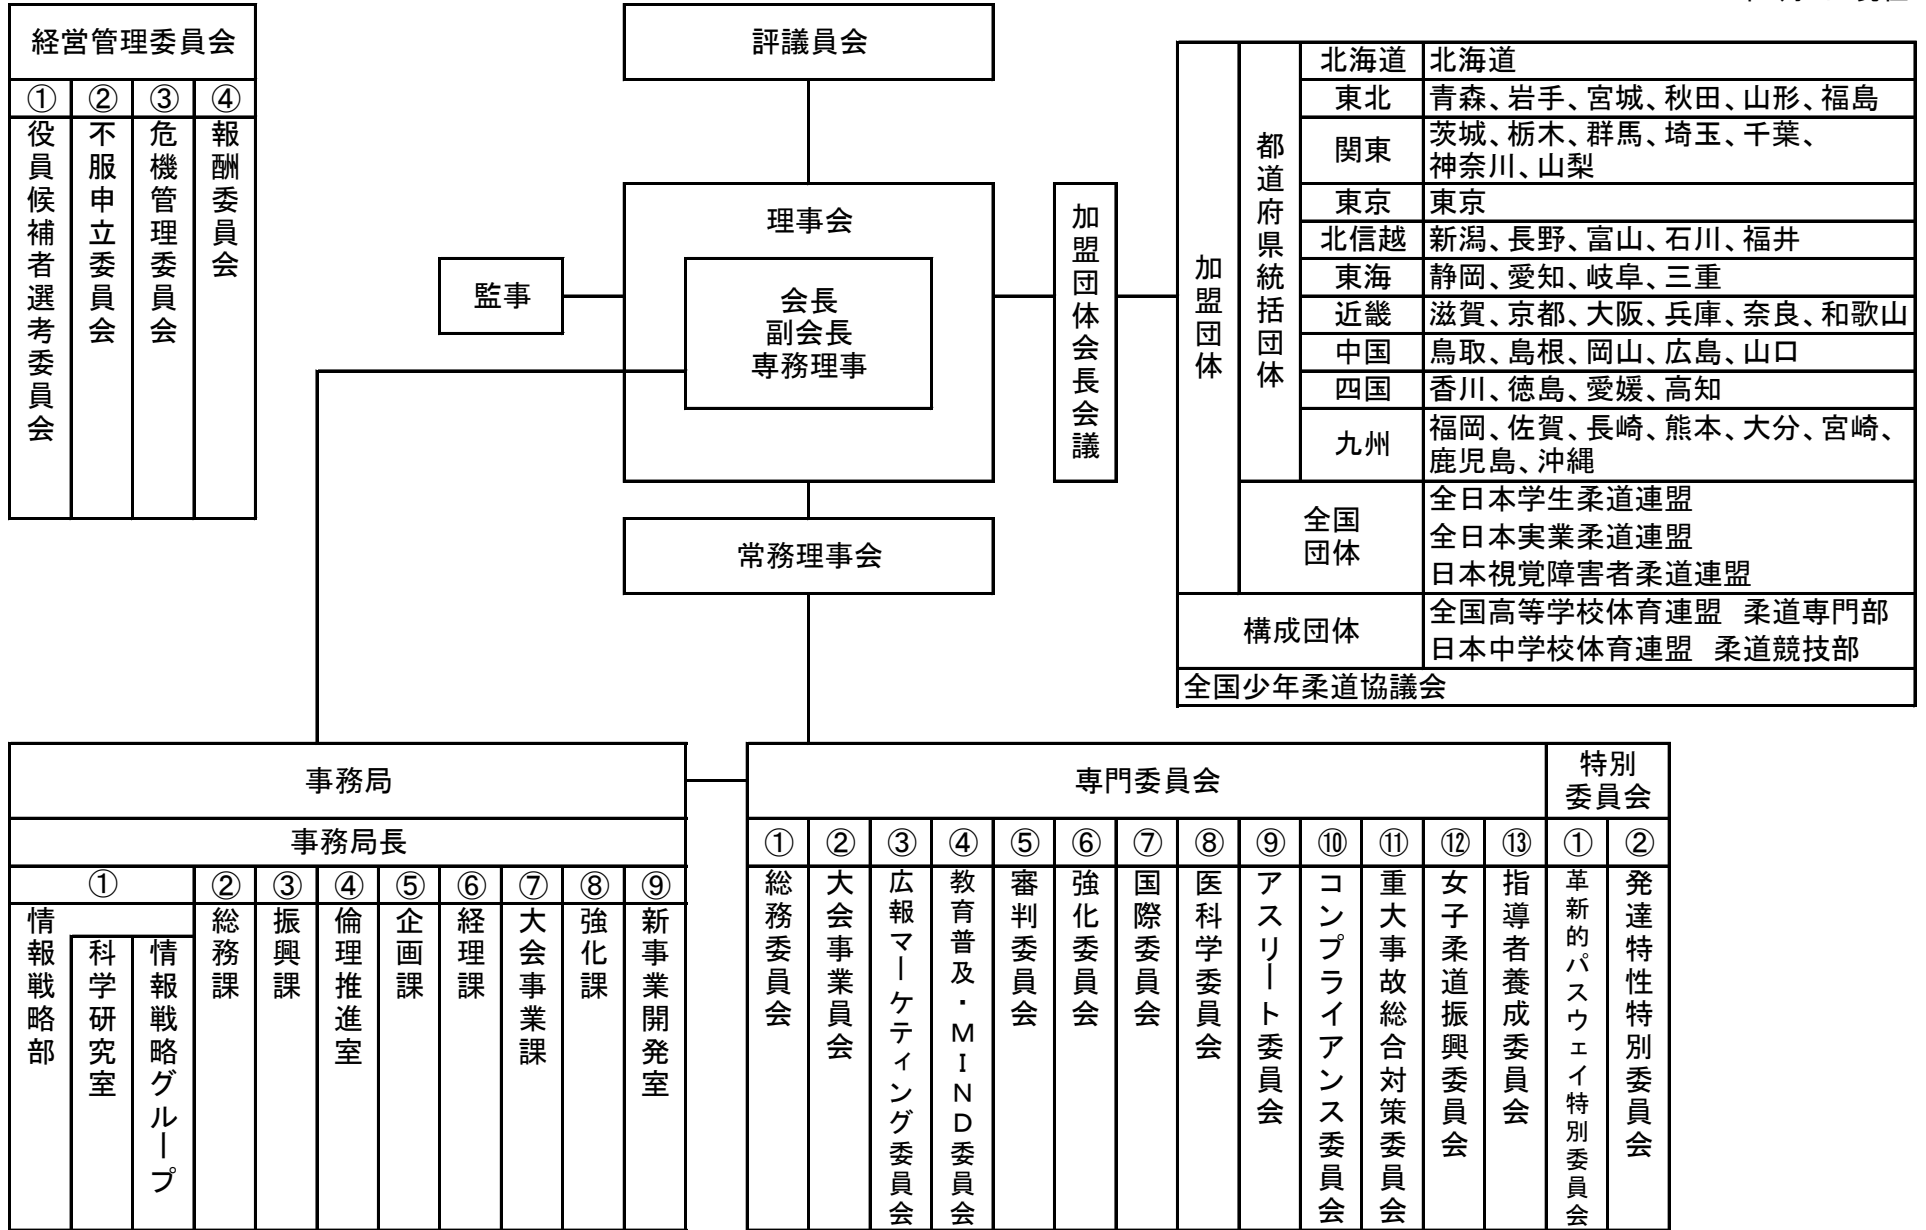 経営管理委員会
①
②
③
④
役員候補者選考委員会
不服申立委員会
危機管理委員会
報酬委員会
評議員会
理事会
会長
副会長
専務理事
監事
常務理事会
加盟団体会長会議
加盟団体
都道府県統括団体
北海道 北海道
東北 青森、岩手、宮城、秋田、山形、福島
関東 茨城、栃木、群馬、埼玉、千葉、
神奈川、山梨
東京 東京
北信越 新潟、長野、富山、石川、福井
東海 静岡、愛知、岐阜、三重
近畿 滋賀、京都、大阪、兵庫、奈良、和歌山
中国 鳥取、島根、岡山、広島、山口
四国 香川、徳島、愛媛、高知
九州 福岡、佐賀、長崎、熊本、大分、宮崎、
鹿児島、沖縄
全国
団体
全日本学生柔道連盟
全日本実業柔道連盟
日本視覚障害者柔道連盟
構成団体
全国高等学校体育連盟 柔道専門部
日本中学校体育連盟 柔道競技部
全国少年柔道協議会
事務局
事務局長
①
②
③
④
⑤
⑥
⑦
⑧
⑨
情報戦略部
科学研究室
情報戦略グループ
総務課
振興課
倫理推進室
企画課
経理課
大会事業課
強化課
新事業開発室
専門委員会
①
②
③
④
⑤
⑥
⑦
⑧
⑨
⑩
⑪
⑫
⑬
総務委員会
大会事業員会
広報マーケティング委員会
教育普及・MIND委員会
審判委員会
強化委員会
国際委員会
医科学委員会
アスリート委員会
コンプライアンス委員会
重大事故総合対策委員会
女子柔道振興委員会
指導者養成委員会
特別
委員会
①
②
革新的パスウェイ特別委員会
発達特性特別委員会